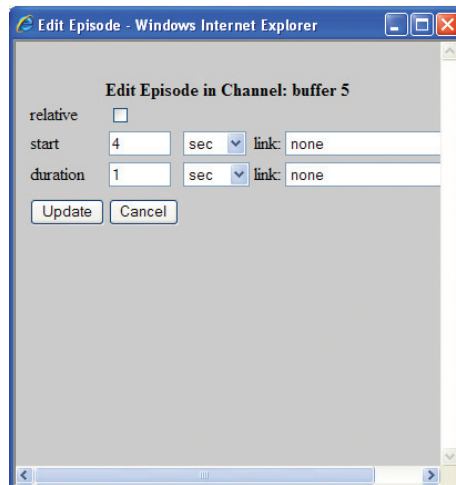 Edit Episode - Windows Internet Explorer
Edit Episode in Channel: buffer 5
relative
start 4 sec link: none
duration 1 sec link: none
Update Cancel